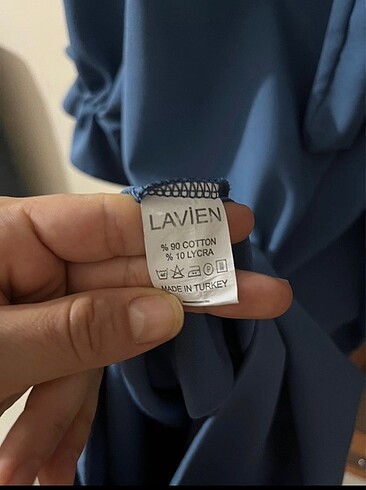 LAVİEN
% 90 COTTON
% 10 LYCRA
MADE IN TURKEY